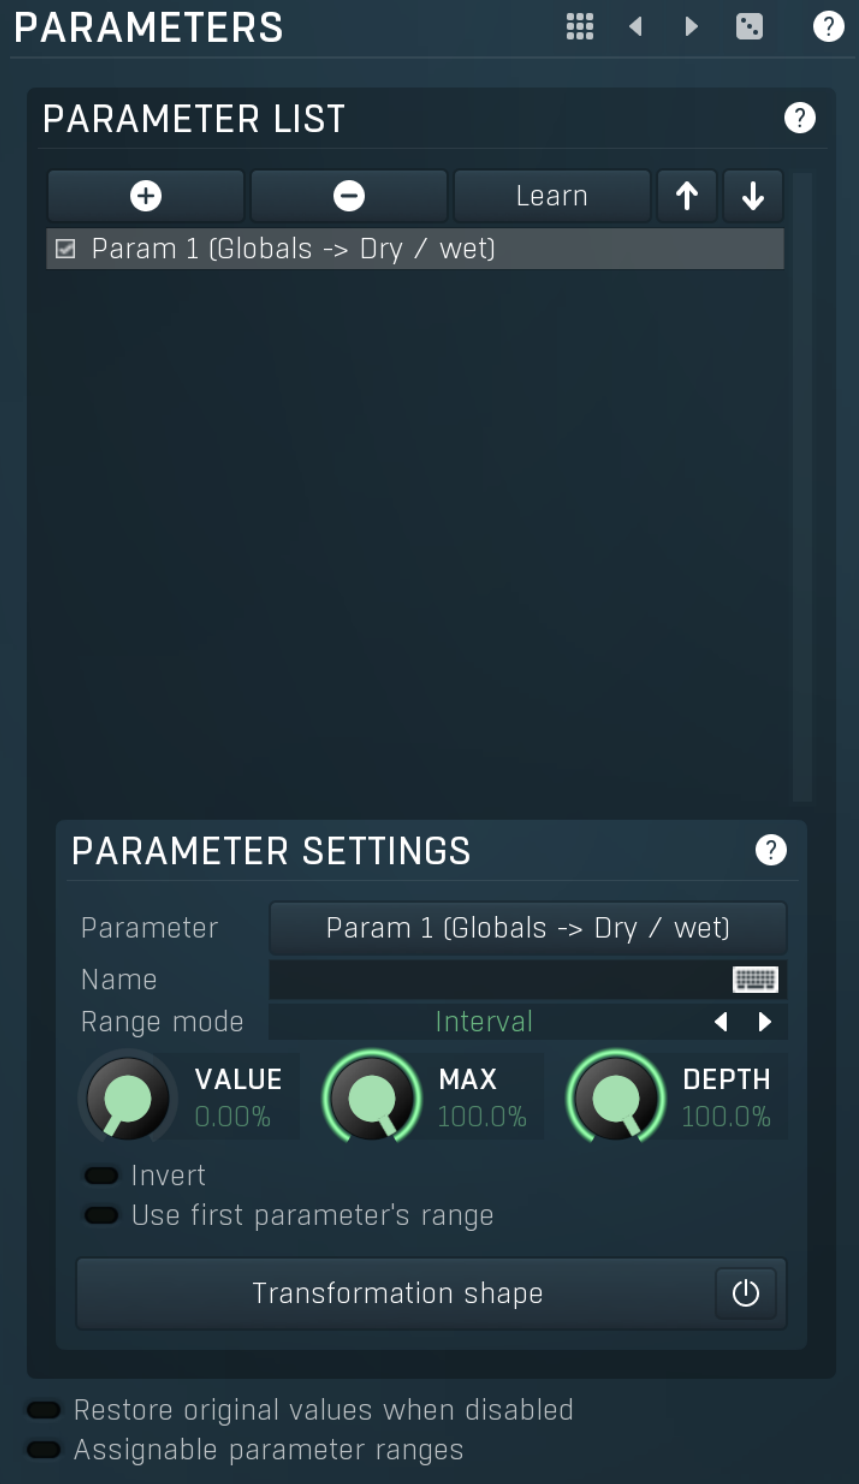 PARAMETERS
?
PARAMETER LIST
?
Learn
Param 1 (Globals -> Dry / wet)
PARAMETER SETTINGS
?
Parameter Param 1 (Globals -> Dry / wet)
Name
Range mode Interval
VALUE MAX DEPTH
0.00% 100.0% 100.0%
Invert
Use first parameter's range
Transformation shape
Restore original values when disabled
Assignable parameter ranges